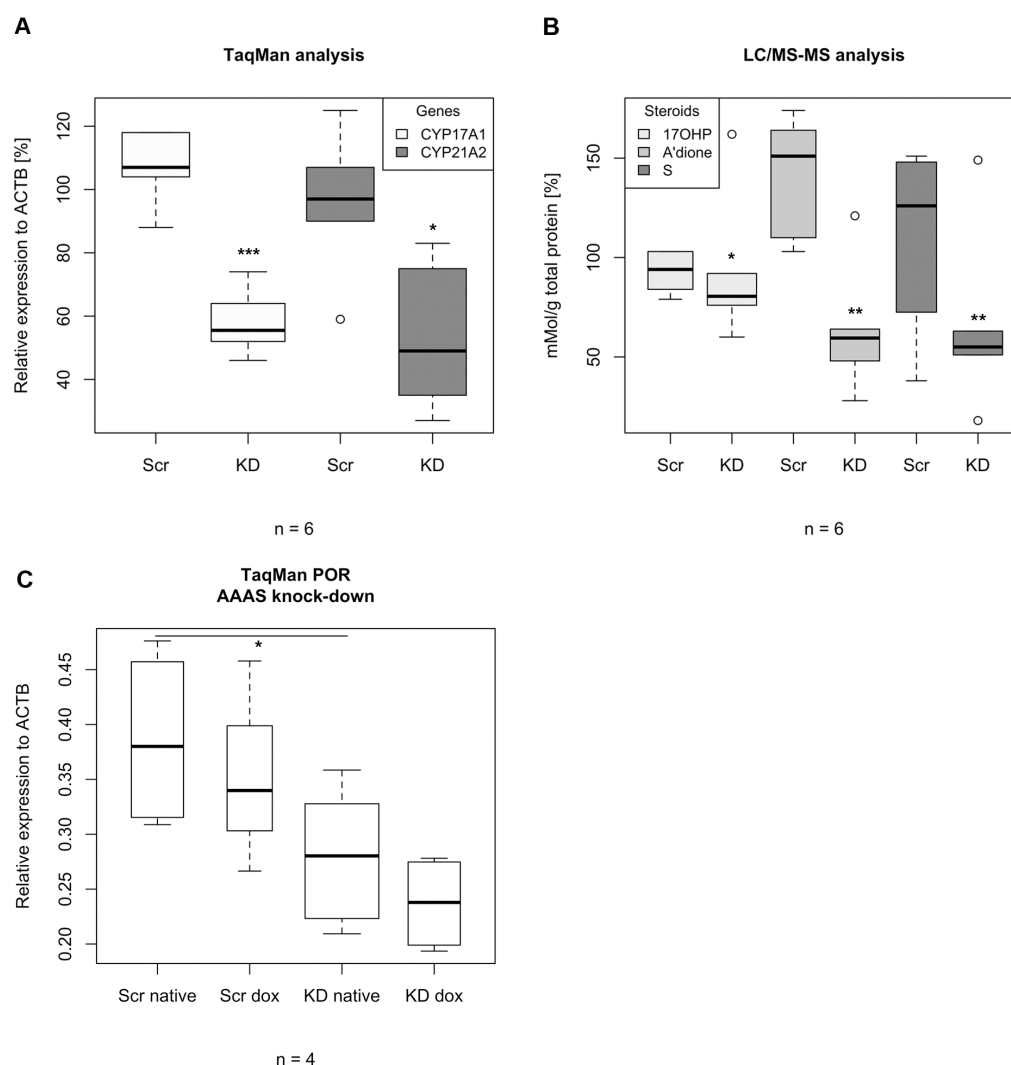 A
TaqMan analysis
Relative expression to ACTB [%]
120
100
80
60
40
Genes
CYP17A1
CYP21A2
***
*
Scr KD Scr KD
n = 6
B
LC/MS-MS analysis
mMol/g total protein [%]
150
100
50
Steroids
17OHP
A'dione
S
*
**
**
Scr KD Scr KD Scr KD
n = 6
C
TaqMan POR
AAAS knock-down
Relative expression to ACTB
0.45
0.40
0.35
0.30
0.25
0.20
*
Scr native Scr dox KD native KD dox
n = 4